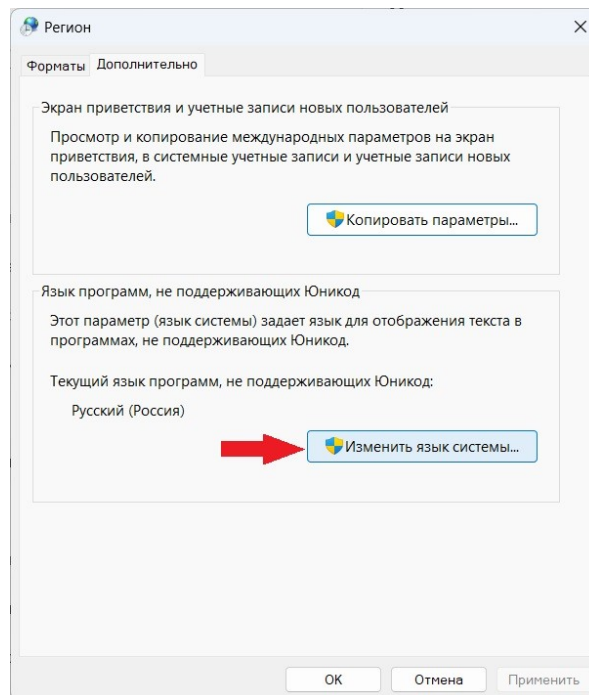 Регион
Форматы Дополнительно
Экран приветствия и учетные записи новых пользователей
Просмотр и копирование международных параметров на экран
приветствия, в системные учетные записи и учетные записи новых
пользователей.
Копировать параметры...
Язык программ, не поддерживающих Юникод
Этот параметр (язык системы) задает язык для отображения текста в
программах, не поддерживающих Юникод.
Текущий язык программ, не поддерживающих Юникод:
Русский (Россия)
Изменить язык системы...
ОК Отмена Применить